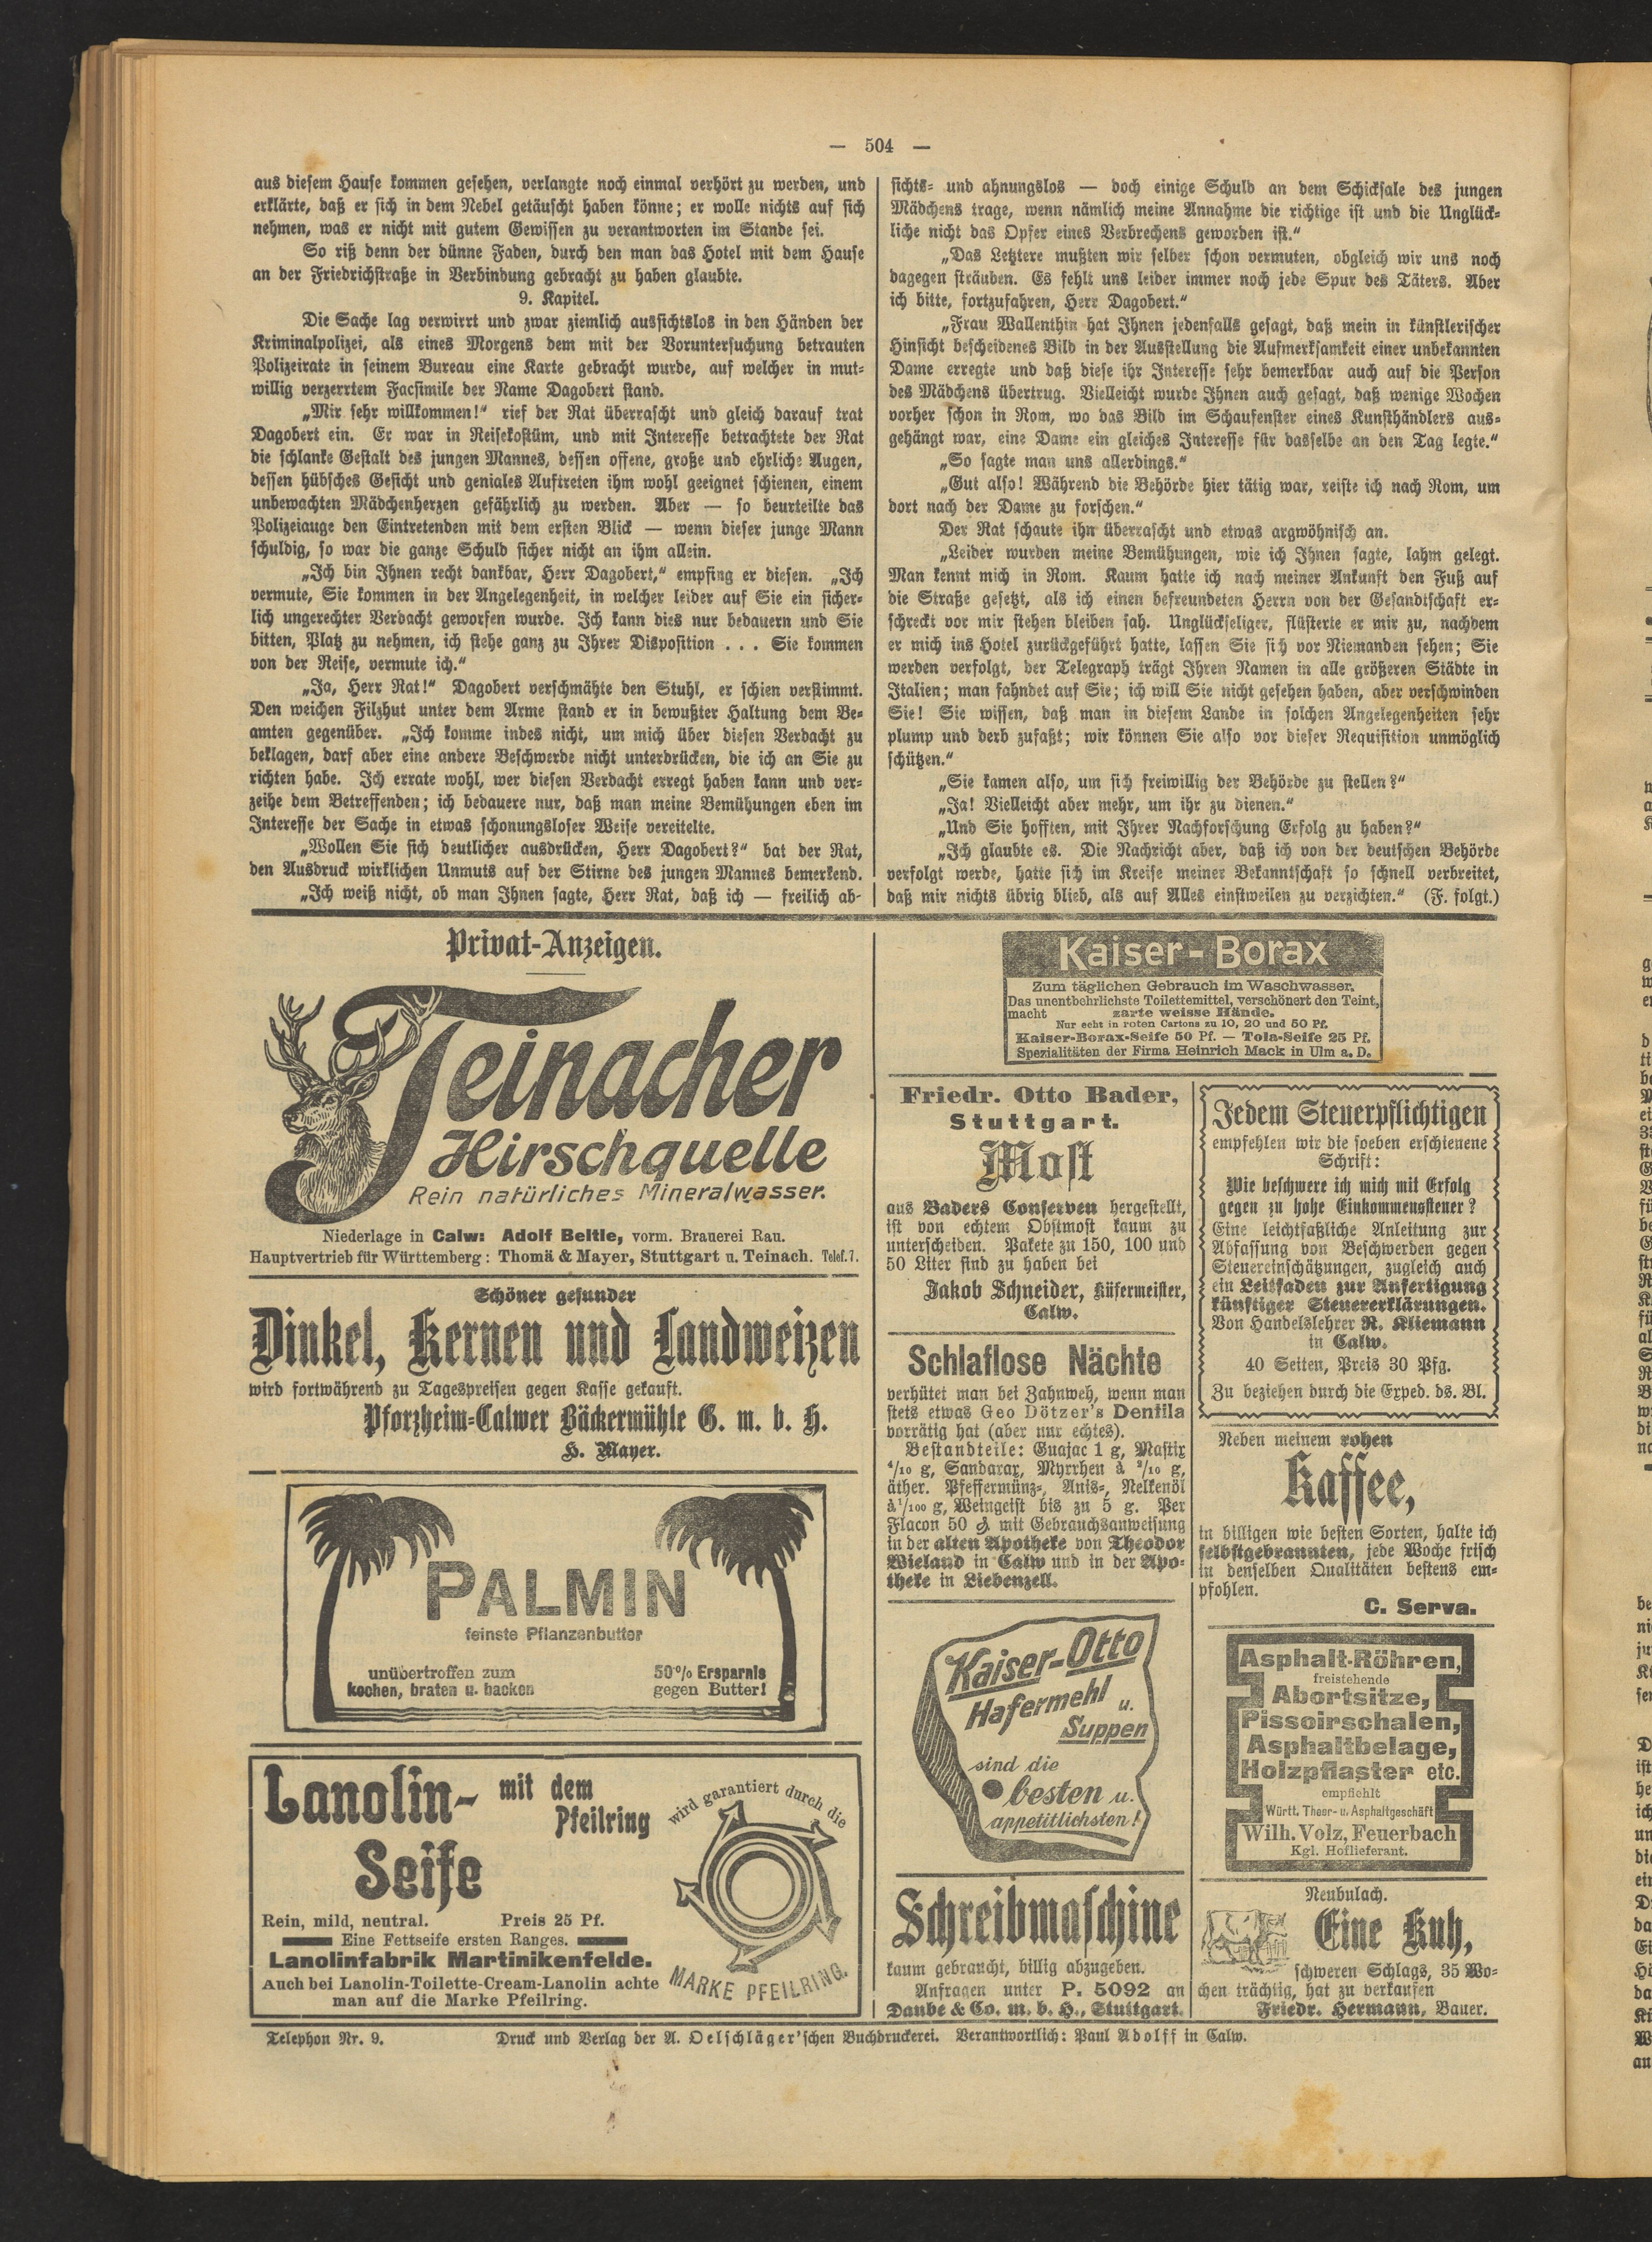 — 504 —
aus diesem Hause kommen gesehen, verlangte noch einmal verhört zu werden, und
erklärte, daß er sich in dem Nebel getäuscht haben könne; er wolle nichts auf sich
nehmen, was er nicht mit gutem Gewissen zu verantworten im Stande sei.
So riß denn der dünne Faden, durch den man das Hotel mit dem Hause
an der Friedrichstraße in Verbindung gebracht zu haben glaubte.
9. Kapitel.
Die Sache lag verwirrt und zwar ziemlich aussichtslos in den Händen der
Kriminalpolizei, als eines Morgens dem mit der Voruntersuchung betrauten
Polizeirate in seinem Bureau eine Karte gebracht wurde, auf welcher in mut-
willig verzerrtem Facsimile der Name Dagobert stand.
„Mir sehr willkommen!“ rief der Rat überrascht und gleich darauf trat
Dagobert ein. Er war in Reisekostüm, und mit Interesse betrachtete der Rat
die schlanke Gestalt des jungen Mannes, dessen offene, große und ehrliche Augen,
dessen hübsches Gesicht und geniales Auftreten ihm wohl geeignet schienen, einem
unbewachten Mädchenherzen gefährlich zu werden. Aber — so beurteilte das
Polizeiauge den Eintretenden mit dem ersten Blick — wenn dieser junge Mann
schuldig, so war die ganze Schuld sicher nicht an ihm allein.
„Ich bin Ihnen recht dankbar, Herr Dagobert,“ empfing er diesen. „Ich
vermute, Sie kommen in der Angelegenheit, in welcher leider auf Sie ein sicher-
lich ungerechter Verdacht geworfen wurde. Ich kann dies nur bedauern und Sie
bitten, Platz zu nehmen, ich stehe ganz zu Ihrer Disposition . . . Sie kommen
von der Reise, vermute ich.“
„Ja, Herr Rat!“ Dagobert verschmähte den Stuhl, er schien verstimmt.
Den weichen Filzhut unter dem Arme stand er in bewußter Haltung dem Be-
amten gegenüber. „Ich komme indes nicht, um mich über diesen Verdacht zu
beklagen, darf aber eine andere Beschwerde nicht unterdrücken, die ich an Sie zu
richten habe. Ich errate wohl, wer diesen Verdacht erregt haben kann und ver-
zeihe dem Betreffenden; ich bedauere nur, daß man meine Bemühungen eben im
Interesse der Sache in etwas schonungsloser Weise vereitelte.
„Wollen Sie sich deutlicher ausdrücken, Herr Dagobert?“ bat der Rat,
den Ausdruck wirklichen Unmuts auf der Stirne des jungen Mannes bemerkend.
„Ich weiß nicht, ob man Ihnen sagte, Herr Rat, daß ich — freilich ab-
sichts- und ahnungslos — doch einige Schuld an dem Schicksale des jungen
Mädchens trage, wenn nämlich meine Annahme die richtige ist und die Unglück-
liche nicht das Opfer eines Verbrechens geworden ist.“
„Das Letztere mußten wir selber schon vermuten, obgleich wir uns noch
dagegen sträuben. Es fehlt uns leider immer noch jede Spur des Täters. Aber
ich bitte, fortzufahren, Herr Dagobert.“
„Frau Wallenthin hat Ihnen jedenfalls gesagt, daß mein in künstlerischer
Hinsicht bescheidenes Bild in der Ausstellung die Aufmerksamkeit einer unbekannten
Dame erregte und daß diese ihr Interesse sehr bemerkbar auch auf die Person
des Mädchens übertrug. Vielleicht wurde Ihnen auch gesagt, daß wenige Wochen
vorher schon in Rom, wo das Bild im Schaufenster eines Kunsthändlers aus-
gehängt war, eine Dame ein gleiches Interesse für dasselbe an den Tag legte.“
„So sagte man uns allerdings.“
„Gut also! Während die Behörde hier tätig war, reiste ich nach Rom, um
dort nach der Dame zu forschen.“
Der Rat schaute ihn überrascht und etwas argwöhnisch an.
„Leider wurden meine Bemühungen, wie ich Ihnen sagte, lahm gelegt.
Man kennt mich in Rom. Kaum hatte ich nach meiner Ankunft den Fuß auf
die Straße gesetzt, als ich einen befreundeten Herrn von der Gesandtschaft er-
schreckt vor mir stehen bleiben sah. Unglückseliger, flüsterte er mir zu, nachdem
er mich ins Hotel zurückgeführt hatte, lassen Sie sich vor Niemanden sehen; Sie
werden verfolgt, der Telegraph trägt Ihren Namen in alle größeren Städte in
Italien; man fahndet auf Sie; ich will Sie nicht gesehen haben, aber verschwinden
Sie! Sie wissen, daß man in diesem Lande in solchen Angelegenheiten sehr
plump und derb zufaßt; wir können Sie also vor dieser Requisition unmöglich
schützen.“
„Sie kamen also, um sich freiwillig der Behörde zu stellen?“
„Ja! Vielleicht aber mehr, um ihr zu dienen.“
„Und Sie hofften, mit Ihrer Nachforschung Erfolg zu haben?“
„Ich glaubte es. Die Nachricht aber, daß ich von der deutschen Behörde
verfolgt werde, hatte sich im Kreise meiner Bekanntschaft so schnell verbreitet,
daß mir nichts übrig blieb, als auf Alles einstweilen zu verzichten.“ (F. folgt.)
Privat-Anzeigen.
Teinacher
Hirschquelle
Rein natürliches Mineralwasser.
Niederlage in Calw: Adolf Beltle, vorm. Brauerei Rau.
Hauptvertrieb für Württemberg: Thomä & Mayer, Stuttgart u. Teinach. Telef. 7.
Schöner gesunder
Dinkel, Kernen und Landweizen
wird fortwährend zu Tagespreisen gegen Kasse gekauft.
Pforzheim-Calwer Bäckermühle G. m. b. H.
H. Mayer.
PALMIN
feinste Pflanzenbutter
unübertroffen zum
kochen, braten u. backen
50% Ersparnis
gegen Butter!
Lanolin-Seife mit dem Pfeilring
wird garantiert durch die
MARKE PFEILRING.
Rein, mild, neutral. Preis 25 Pf.
Eine Fettseife ersten Ranges.
Lanolinfabrik Martinikenfelde.
Auch bei Lanolin-Toilette-Cream-Lanolin achte
man auf die Marke Pfeilring.
Kaiser-Borax
Zum täglichen Gebrauch im Waschwasser.
Das unentbehrlichste Toilettemittel, verschönert den Teint,
macht zarte weisse Hände.
Nur echt in roten Cartons zu 10, 20 und 50 Pf.
Kaiser-Borax-Seife 50 Pf. — Tola-Seife 25 Pf.
Spezialitäten der Firma Heinrich Mack in Ulm a. D.
Friedr. Otto Bader,
Stuttgart.
Most
aus Baders Conserven hergestellt,
ist von echtem Obstmost kaum zu
unterscheiden. Pakete zu 150, 100 und
50 Liter sind zu haben bei
Jakob Schneider, Küfermeister,
Calw.
Schlaflose Nächte
verhütet man bei Zahnweh, wenn man
stets etwas Geo Dötzer's Dentila
vorrätig hat (aber nur echtes).
Bestandteile: Guajac 1 g, Mastix
4/10 g, Sandarax, Myrrhen à 2/10 g,
äther. Pfeffermünz-, Anis-, Nelkenöl
à 1/100 g, Weingeist bis zu 5 g. Per
Flacon 50 ₰ mit Gebrauchsanweisung
in der alten Apotheke von Theodor
Wieland in Calw und in der Apo-
theke in Liebenzell.
Kaiser-Otto
Hafermehl u.
Suppen
sind die
besten u.
appetitlichsten!
Schreibmaschine
kaum gebraucht, billig abzugeben.
Anfragen unter P. 5092 an
Daube & Co. m. b. H., Stuttgart.
Jedem Steuerpflichtigen
empfehlen wir die soeben erschienene
Schrift:
Wie beschwere ich mich mit Erfolg
gegen zu hohe Einkommensteuer?
Eine leichtfaßliche Anleitung zur
Abfassung von Beschwerden gegen
Steuereinschätzungen, zugleich auch
ein Leitfaden zur Anfertigung
künftiger Steuererklärungen.
Von Handelslehrer R. Kliemann
in Calw.
40 Seiten, Preis 30 Pfg.
Zu beziehen durch die Exped. ds. Bl.
Neben meinem rohen
Kaffee,
in billigen wie besten Sorten, halte ich
selbstgebrannten, jede Woche frisch
in denselben Qualitäten bestens em-
pfohlen.
C. Serva.
Asphalt-Röhren,
freistehende
Abortsitze,
Pissoirschalen,
Asphaltbelage,
Holzpflaster etc.
empfiehlt
Württ. Theer- u. Asphaltgeschäft
Wilh. Volz, Feuerbach
Kgl. Hoflieferant.
Neubulach.
Eine Kuh,
schweren Schlags, 35 Wo-
chen trächtig, hat zu verkaufen
Friedr. Hermann, Bauer.
Telephon Nr. 9. Druck und Verlag der A. Oelschläger'schen Buchdruckerei. Verantwortlich: Paul Adolff in Calw.